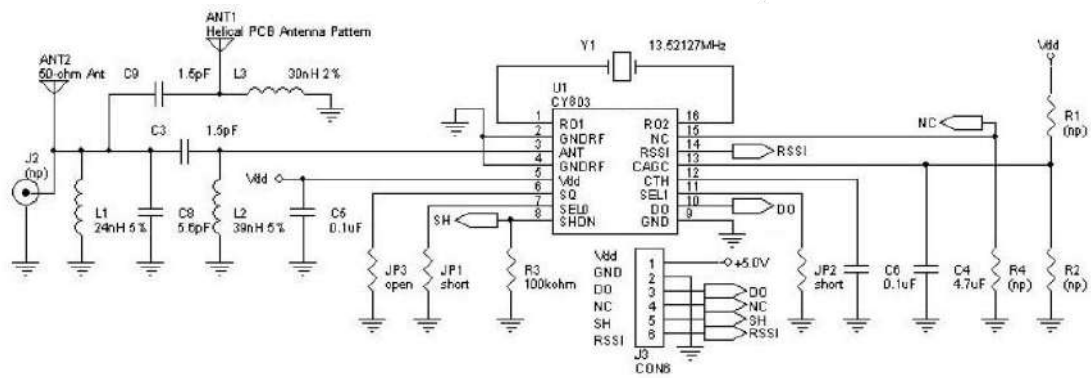 ANT1
Helical PCB Antenna Pattern
ANT2
50-ohm Ant
C9
1.5pF
L3
30nH 2%
Y1
13.52127MHz
Vdd
U1
CY803
R1
(np)
NC
C3
1.5pF
J2
(np)
1
2
3
4
5
6
7
8
RO1
GNDRF
ANT
GNDRF
Vdd
SQ
SEL0
SHDN
RO2
NC
RSSI
CAGC
CTH
SEL1
DO
GND
16
15
14
13
12
11
10
9
RSSI
DO
Vdd
SH
L1
24nH 5%
C8
5.6pF
L2
39nH 5%
C5
0.1uF
JP3
open
JP1
short
R3
100kohm
Vdd
GND
DO
NC
SH
RSSI
1
2
3
4
5
6
+5.0V
DO
NC
SH
RSSI
J3
CON6
JP2
short
C6
0.1uF
C4
4.7uF
R4
(np)
R2
(np)